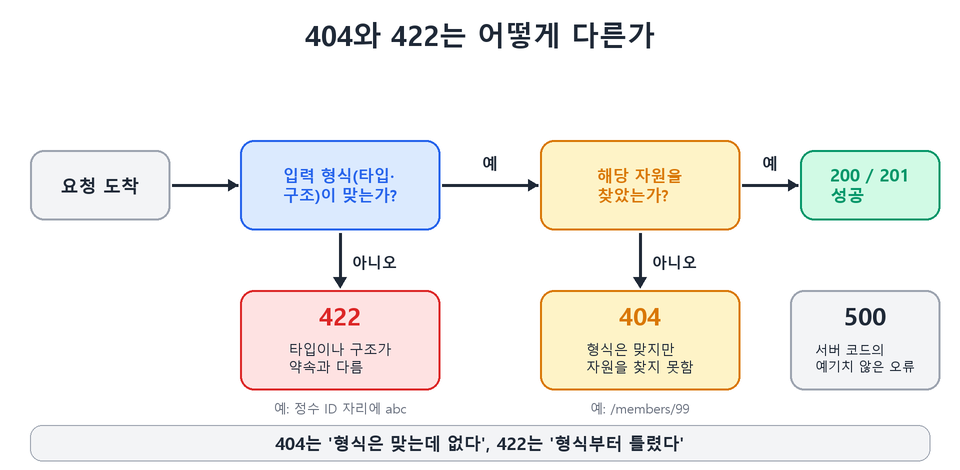 404와 422는 어떻게 다른가
요청 도착
입력 형식(타입·
구조)이 맞는가?
예
해당 자원을
찾았는가?
예
200 / 201
성공
아니오
아니오
422
타입이나 구조가
약속과 다름
404
형식은 맞지만
자원을 찾지 못함
500
서버 코드의
예기치 않은 오류
예: 정수 ID 자리에 abc
예: /members/99
404는 '형식은 맞는데 없다', 422는 '형식부터 틀렸다'